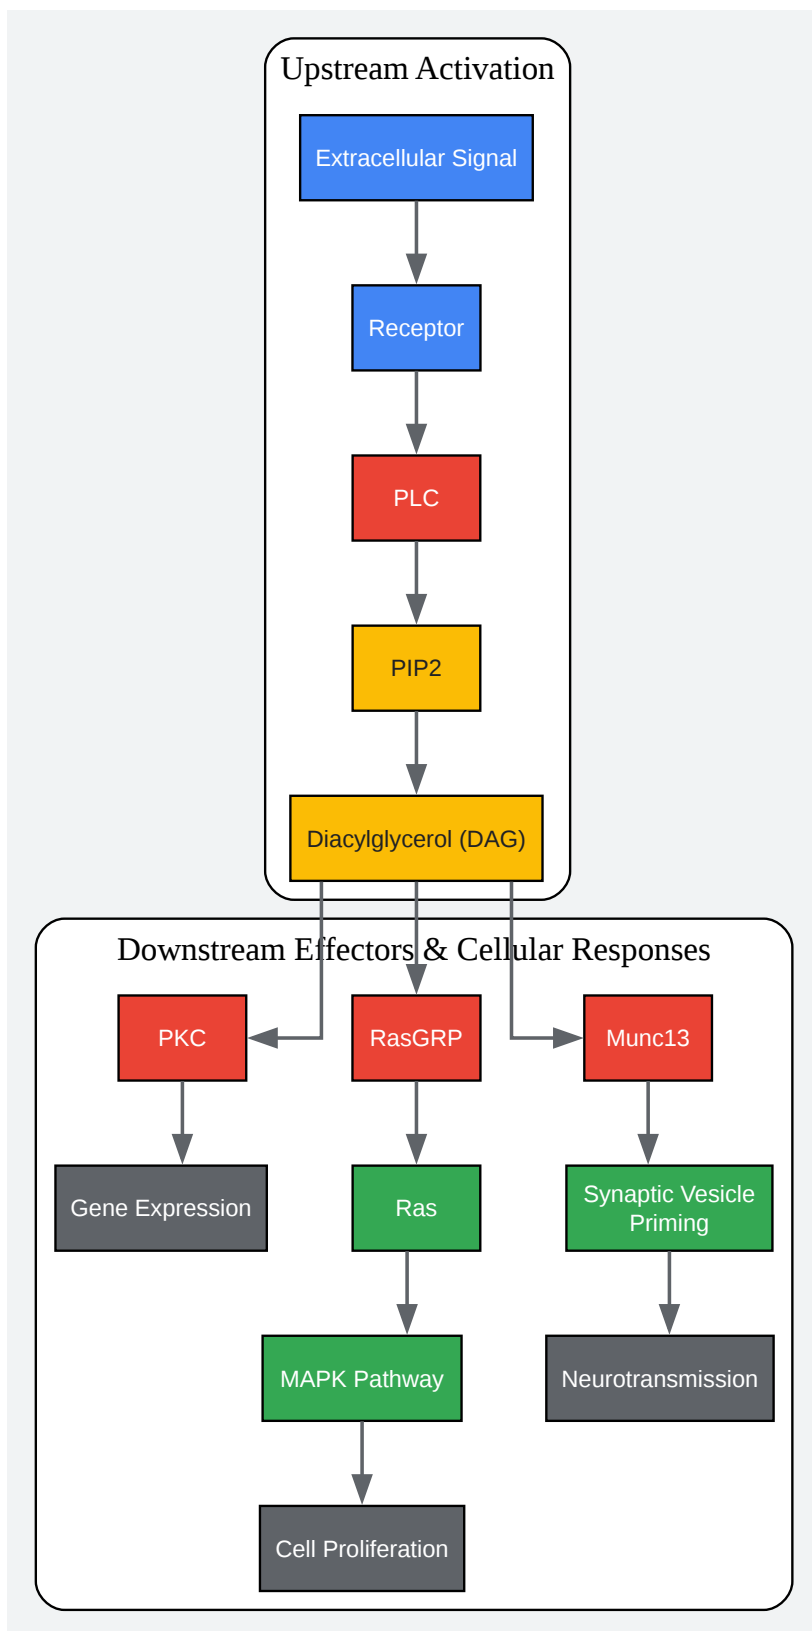 Upstream Activation
Extracellular Signal
Receptor
PLC
PIP2
Diacylglycerol (DAG)
Downstream Effectors & Cellular Responses
PKC
RasGRP
Munc13
Gene Expression
Ras
Synaptic Vesicle
Priming
MAPK Pathway
Neurotransmission
Cell Proliferation